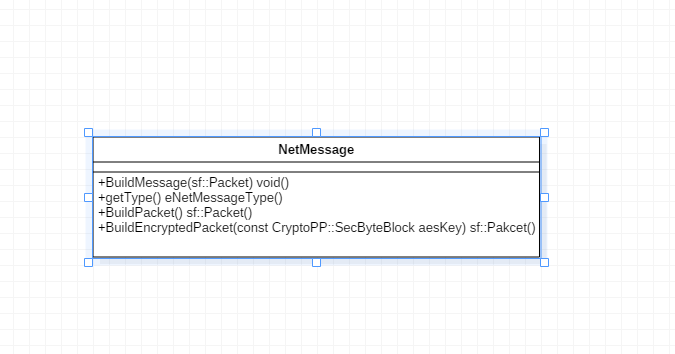 NetMessage
+BuildMessage(sf::Packet) void()
+getType() eNetMessageType()
+BuildPacket() sf::Packet()
+BuildEncryptedPacket(const CryptoPP::SecByteBlock aesKey) sf::Pakcet()